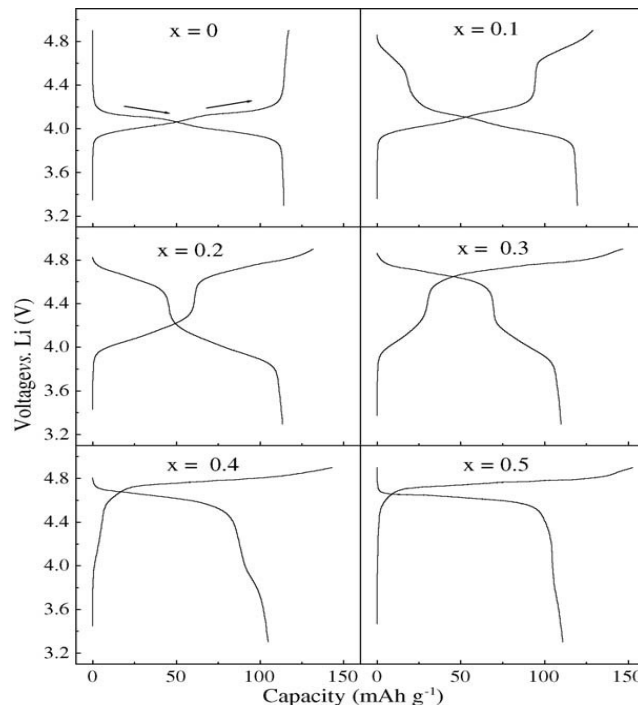 x = 0
x = 0.1
4.8
4.4
4.0
3.6
3.2
x = 0.2
x = 0.3
4.8
4.4
4.0
3.6
3.2
x = 0.4
x = 0.5
4.8
4.4
4.0
3.6
3.2
Voltagevs. Li (V)
0 50 100 150 0 50 100 150
Capacity (mAh g⁻¹)